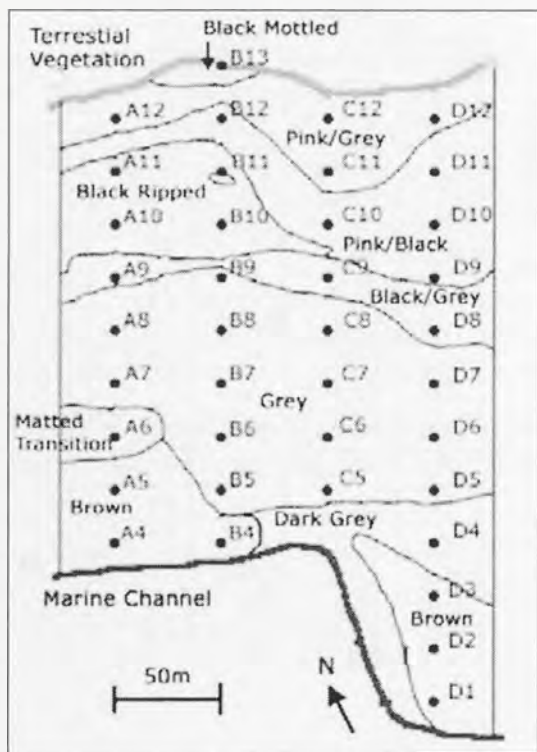 Black Mottled
Terrestial
Vegetation
B13
A12 B12 C12 D12
Pink/Grey
A11 B11 C11 D11
Black Ripped
A10 B10 C10 D10
Pink/Black
A9 B9 C9 D9
Black/Grey
A8 B8 C8 D8
A7 B7 C7 D7
Grey
Matted
Transition
A6 B6 C6 D6
A5 B5 C5 D5
Brown
Dark Grey
A4 B4 D4
Marine Channel
D3
Brown
D2
50m
N
D1